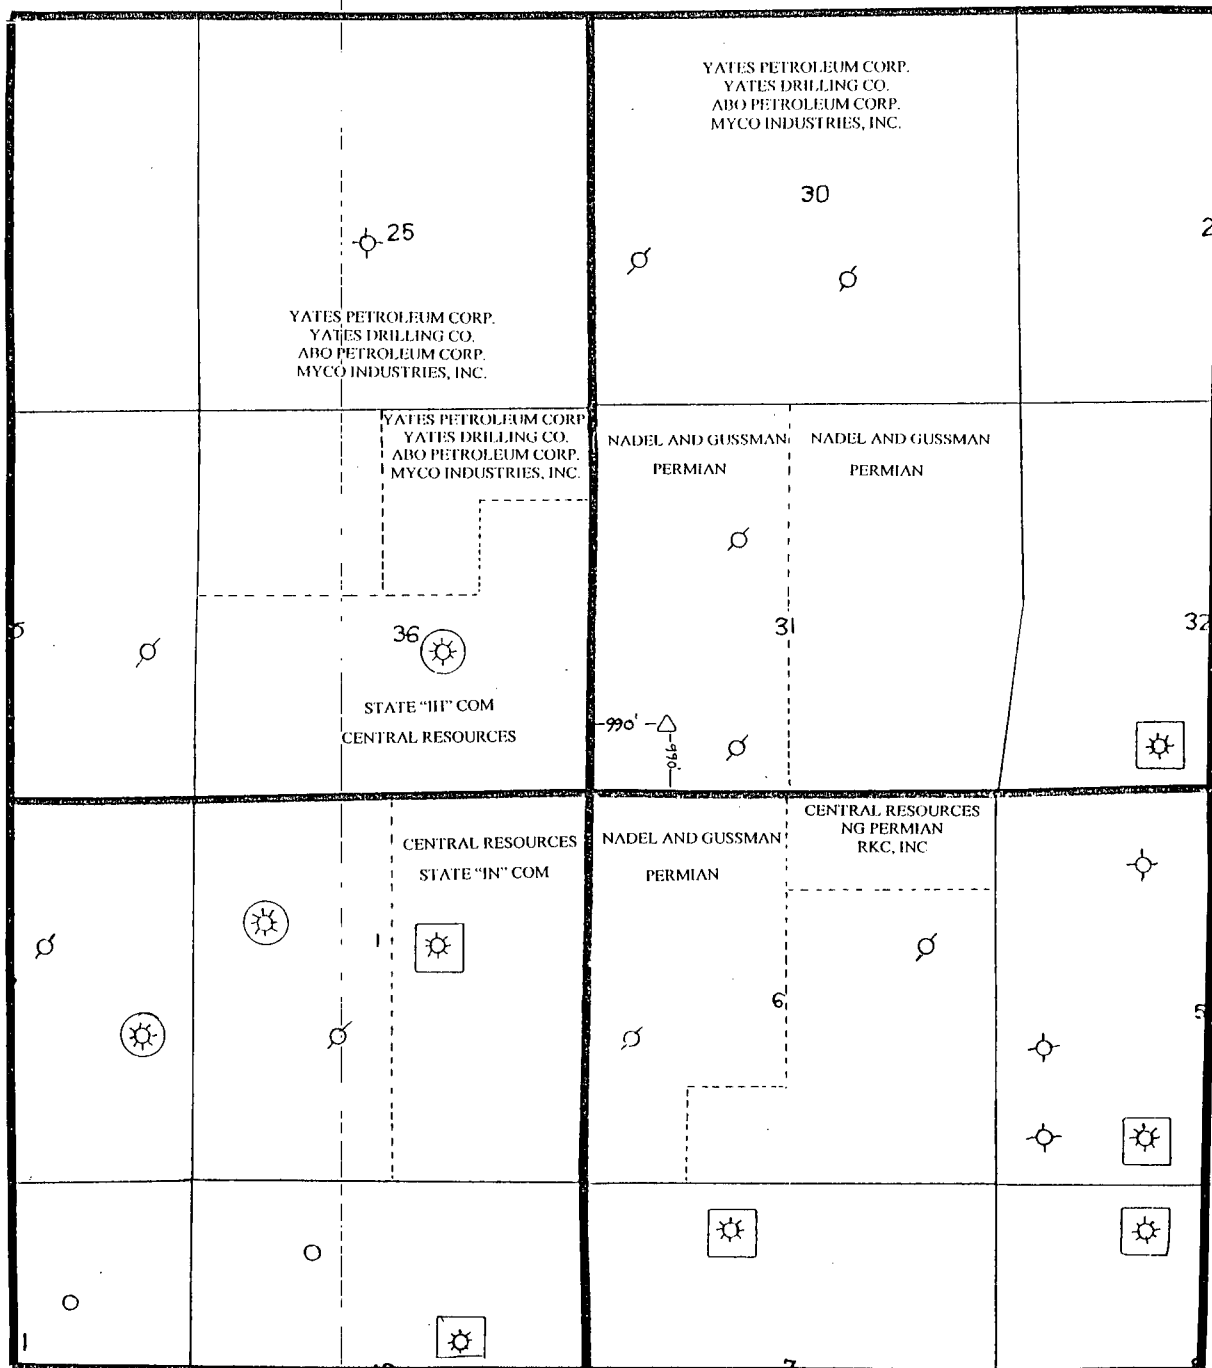 YATES PETROLEUM CORP.
YATES DRILLING CO.
ABO PETROLEUM CORP.
MYCO INDUSTRIES, INC.
30
25
2
YATES PETROLEUM CORP.
YATES DRILLING CO.
ABO PETROLEUM CORP.
MYCO INDUSTRIES, INC.
YATES PETROLEUM CORP
YATES DRILLING CO.
ABO PETROLEUM CORP.
MYCO INDUSTRIES, INC.
NADEL AND GUSSMAN
PERMIAN
NADEL AND GUSSMAN
PERMIAN
36
31
32
STATE "IH" COM
CENTRAL RESOURCES
990'
990'
CENTRAL RESOURCES
STATE "IN" COM
NADEL AND GUSSMAN
PERMIAN
CENTRAL RESOURCES
NG PERMIAN
RKC, INC
1
6
5
1